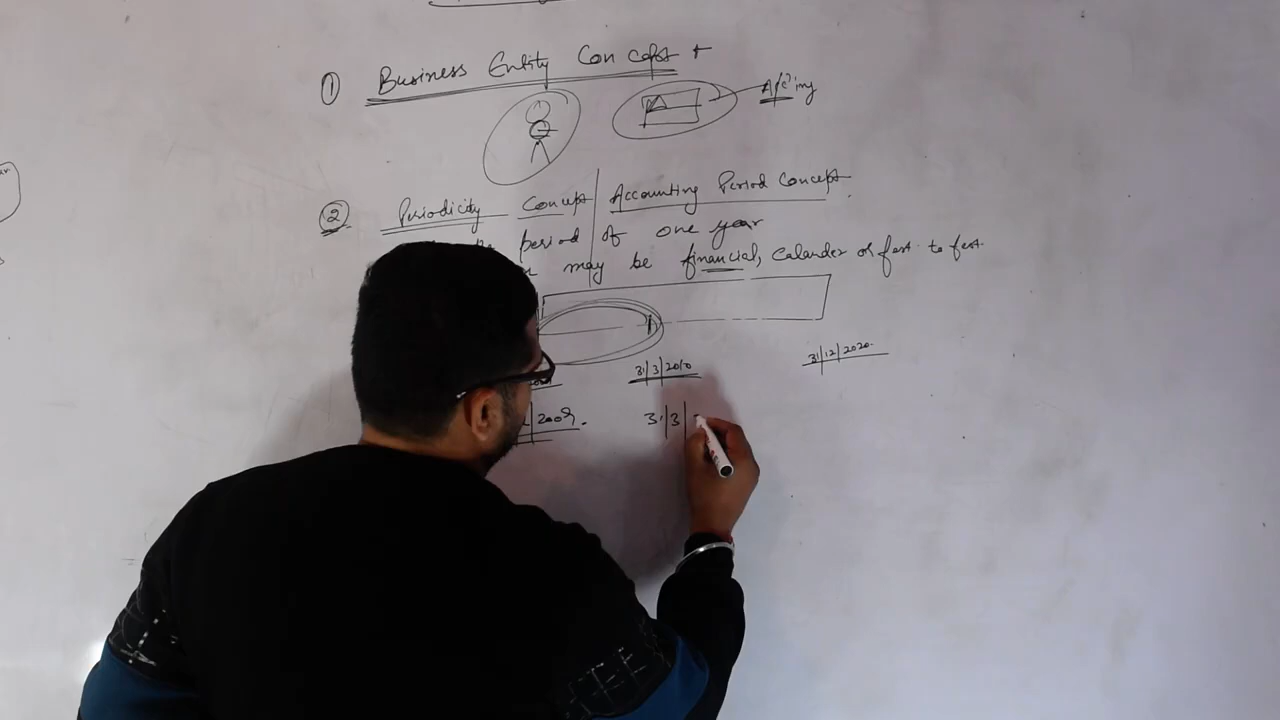 ① Business Entity Concept +
A/c'ing
② Periodicity Concept | Accounting Period Concept.
period of one year
may be financial, Calander or fest to fest.
31/3/2010
31/12/2020.
/2009.
31/3/